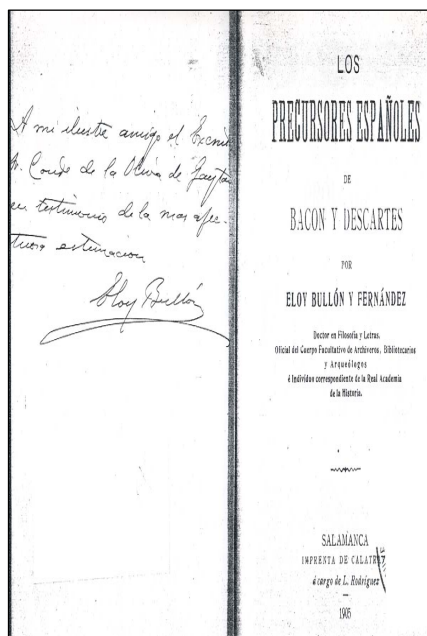 A mi ilustre amigo el Excmo
Sr. Conde de la Oliva de Gaytan
en testimonio de la mas afec-
tuosa estimacion
Eloy Bullón
LOS
PRECURSORES ESPAÑOLES
DE
BACON Y DESCARTES
POR
ELOY BULLÓN Y FERNÁNDEZ
Doctor en Filosofía y Letras,
Oficial del Cuerpo Facultativo de Archiveros, Bibliotecarios
y Arqueólogos
é Individuo correspondiente de la Real Academia
de la Historia.
SALAMANCA
IMPRENTA DE CALATRAVA
á cargo de L. Rodríguez
1905